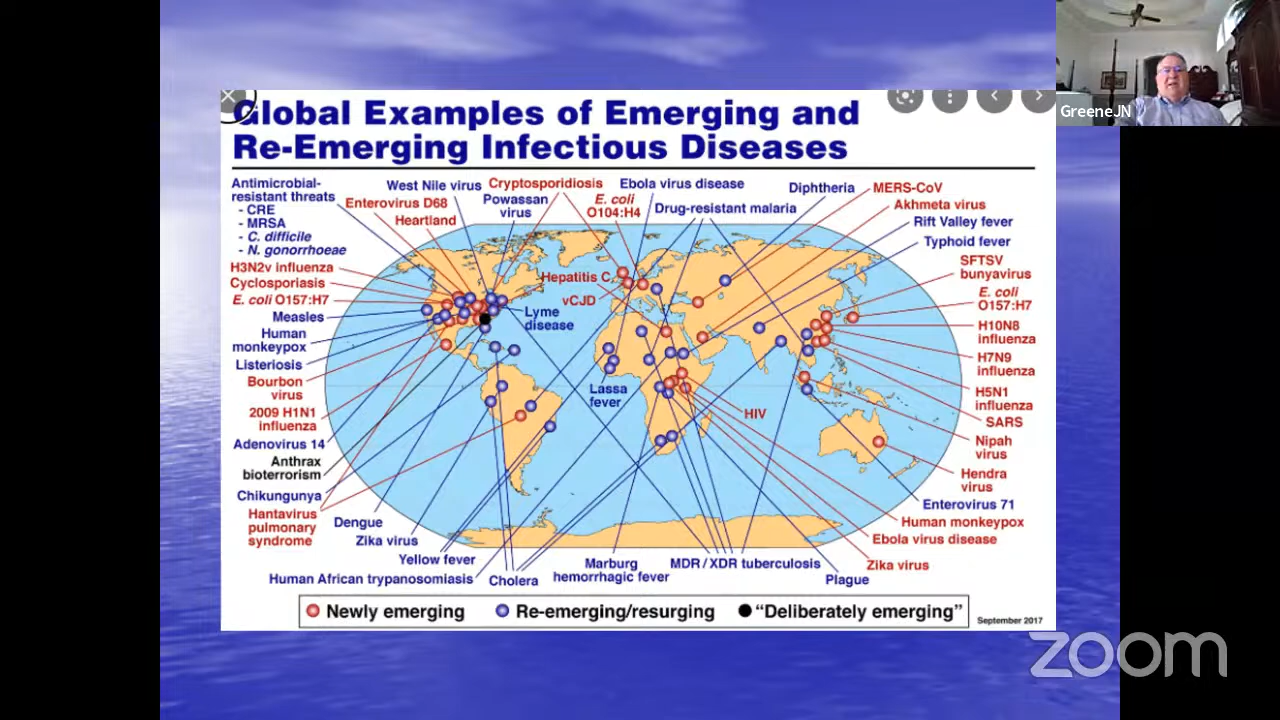 GreeneJN
Global Examples of Emerging and
Re-Emerging Infectious Diseases
Antimicrobial-
resistant threats
- CRE
- MRSA
- C. difficile
- N. gonorrhoeae
H3N2v influenza
Cyclosporiasis
E. coli O157:H7
Measles
Human
monkeypox
Listeriosis
Bourbon
virus
2009 H1N1
influenza
Adenovirus 14
Anthrax
bioterrorism
Chikungunya
Hantavirus
pulmonary
syndrome
Enterovirus D68
West Nile virus
Heartland
Cryptosporidiosis
Powassan
virus
E. coli
O104:H4
Ebola virus disease
Drug-resistant malaria
Diphtheria
MERS-CoV
Akhmeta virus
Rift Valley fever
Typhoid fever
SFTSV
bunyavirus
E. coli
O157:H7
H10N8
influenza
H7N9
influenza
H5N1
influenza
SARS
Nipah
virus
Hendra
virus
Enterovirus 71
Human monkeypox
Ebola virus disease
Zika virus
Plague
Hepatitis C
vCJD
Lyme
disease
Lassa
fever
HIV
Dengue
Zika virus
Yellow fever
Human African trypanosomiasis
Cholera
Marburg
hemorrhagic fever
MDR/XDR tuberculosis
Newly emerging
Re-emerging/resurging
“Deliberately emerging”
September 2017
zoom